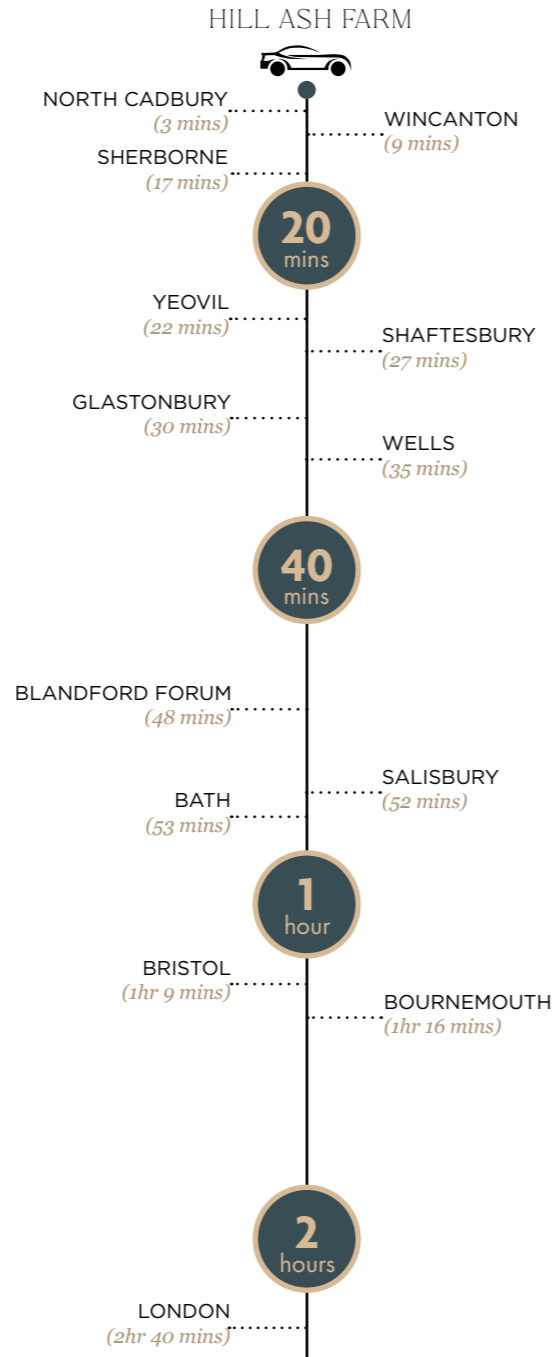 HILL ASH FARM
NORTH CADBURY
(3 mins)
WINCANTON
(9 mins)
SHERBORNE
(17 mins)
20
mins
YEOVIL
(22 mins)
SHAFTESBURY
(27 mins)
GLASTONBURY
(30 mins)
WELLS
(35 mins)
40
mins
BLANDFORD FORUM
(48 mins)
SALISBURY
(52 mins)
BATH
(53 mins)
1
hour
BRISTOL
(1hr 9 mins)
BOURNEMOUTH
(1hr 16 mins)
2
hours
LONDON
(2hr 40 mins)